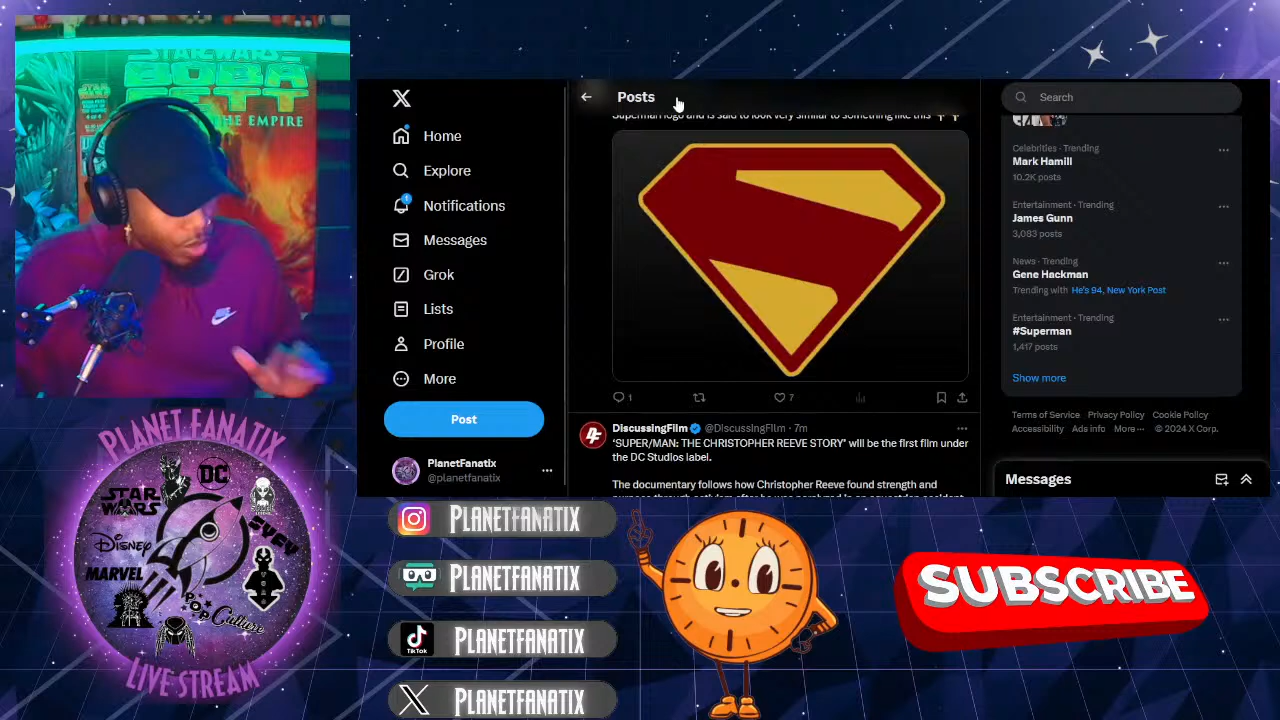 STAR WARS
BOBA
FETT
THE EMPIRE
PLANET FANATIX
DC
STAR WARS
Disney
MARVEL
Pop Culture
LIVE STREAM
Home
Explore
Notifications
Messages
Grok
Lists
Profile
More
Post
PlanetFanatix
@planetfanatix
Posts
Superman logo and is said to look very similar to something like this
1
7
DiscussingFilm @DiscussingFilm · 7m
'SUPER/MAN: THE CHRISTOPHER REEVE STORY' will be the first film under
the DC Studios label.
The documentary follows how Christopher Reeve found strength and
Search
Celebrities · Trending
Mark Hamill
10.2K posts
Entertainment · Trending
James Gunn
3,083 posts
News · Trending
Gene Hackman
Trending with He's 94, New York Post
Entertainment · Trending
#Superman
1,417 posts
Show more
Terms of Service Privacy Policy Cookie Policy
Accessibility Ads info More ··· © 2024 X Corp.
Messages
PLANETFANATIX
PLANETFANATIX
TikTok
PLANETFANATIX
PLANETFANATIX
SUBSCRIBE